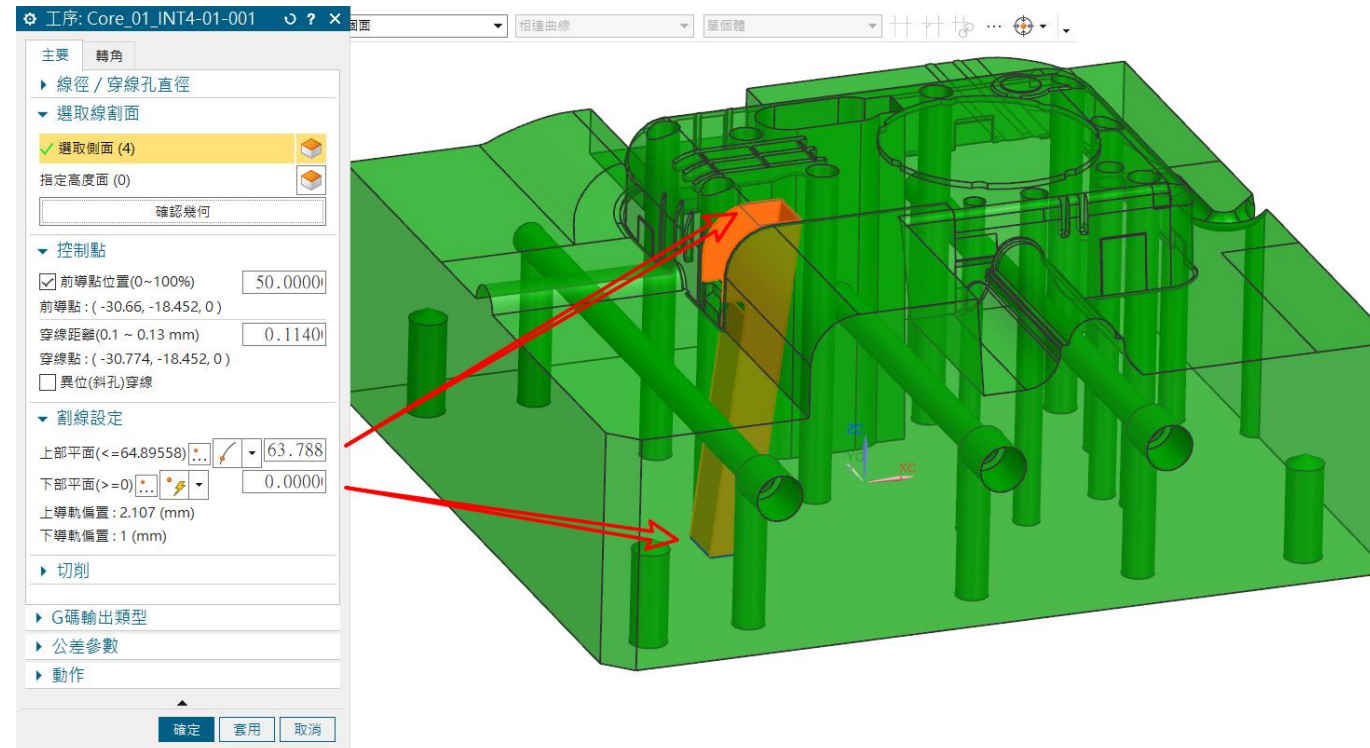 工序: Core_01_INT4-01-001
個面
相連曲線
單個體
主要
轉角
線徑 / 穿線孔直徑
選取線割面
選取側面 (4)
指定高度面 (0)
確認幾何
控制點
前導點位置(0~100%) 50.0000
前導點 : ( -30.66, -18.452, 0 )
穿線距離(0.1 ~ 0.13 mm) 0.1140
穿線點 : ( -30.774, -18.452, 0 )
異位(斜孔)穿線
割線設定
上部平面(<=64.89558) 63.788
下部平面(>=0) 0.0000
上導軌偏置 : 2.107 (mm)
下導軌偏置 : 1 (mm)
切削
G碼輸出類型
公差參數
動作
確定 套用 取消
ZC
YC
XC